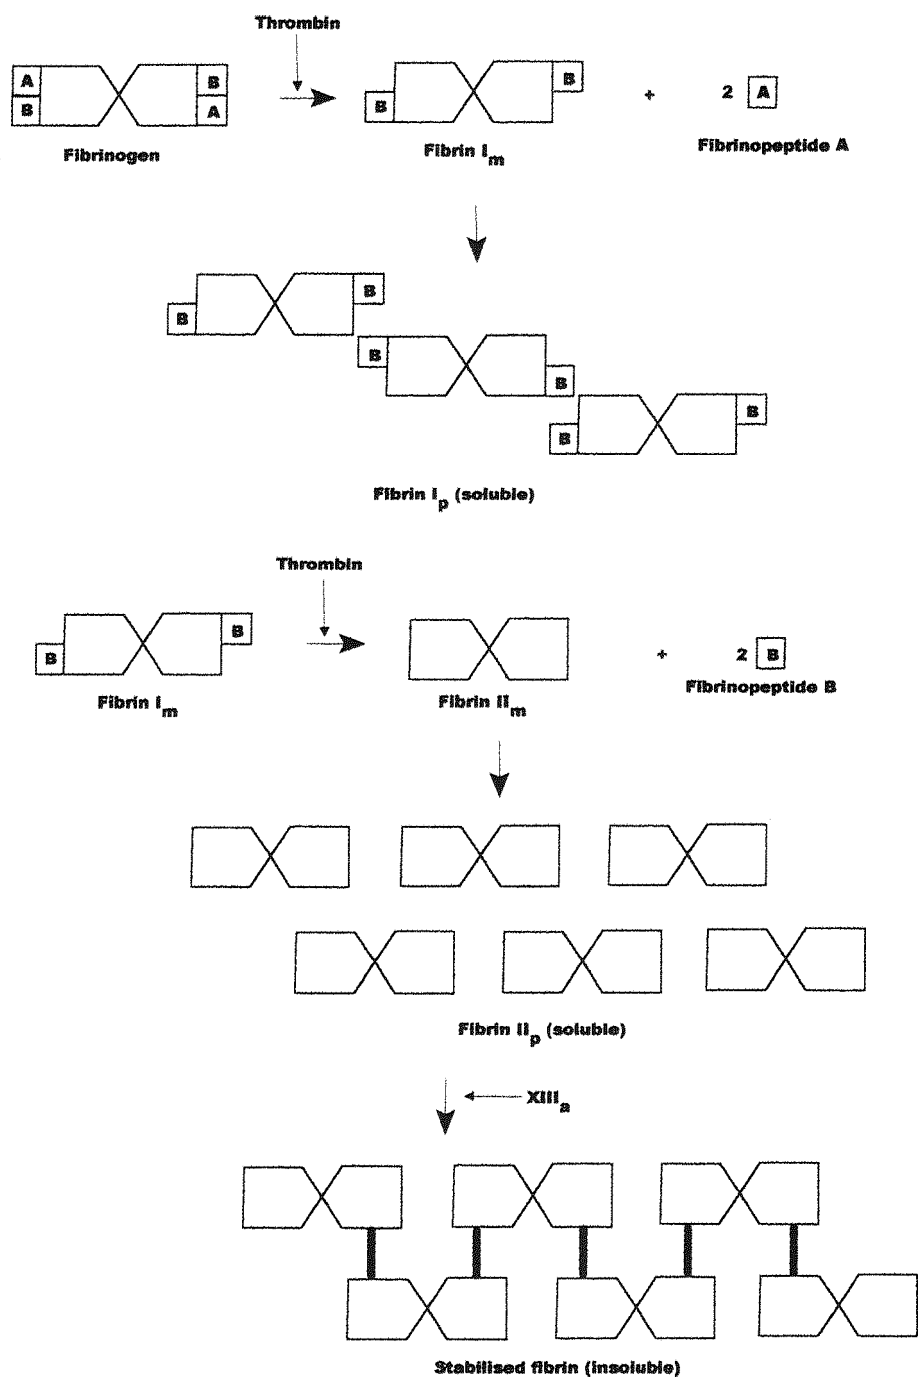 Thrombin
A B
B B + 2 A
B A
Fibrinogen Fibrin Im Fibrinopeptide A
B B
B B
B B
Fibrin Ip (soluble)
Thrombin
B B + 2 B
Fibrin Im Fibrin IIm Fibrinopeptide B
Fibrin IIp (soluble)
XIIIa
Stabilised fibrin (insoluble)